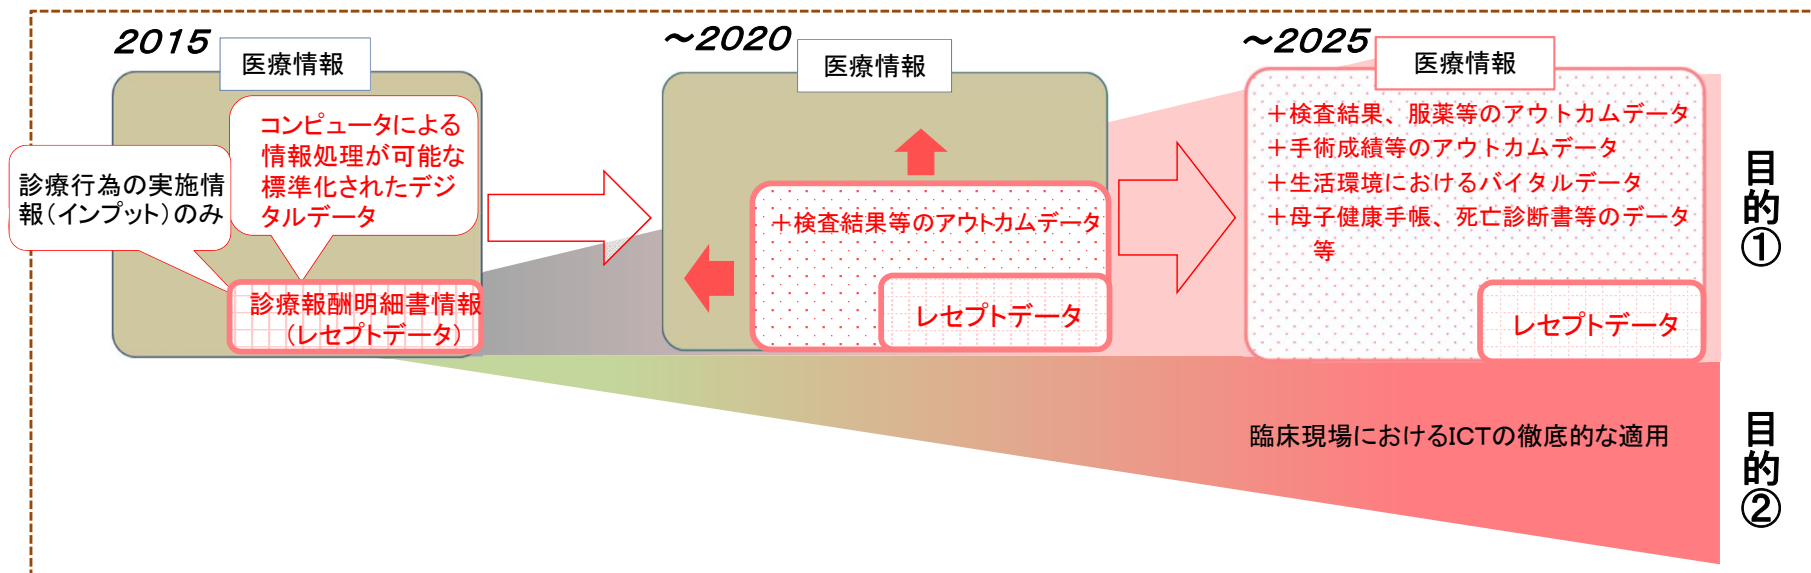 2015
医療情報
コンピュータによる
情報処理が可能な
標準化されたデジ
タルデータ
診療行為の実施情
報(インプット)のみ
診療報酬明細書情報
(レセプトデータ)
～2020
医療情報
＋検査結果等のアウトカムデータ
レセプトデータ
～2025
医療情報
＋検査結果、服薬等のアウトカムデータ
＋手術成績等のアウトカムデータ
＋生活環境におけるバイタルデータ
＋母子健康手帳、死亡診断書等のデータ
等
レセプトデータ
目的①
臨床現場におけるICTの徹底的な適用
目的②